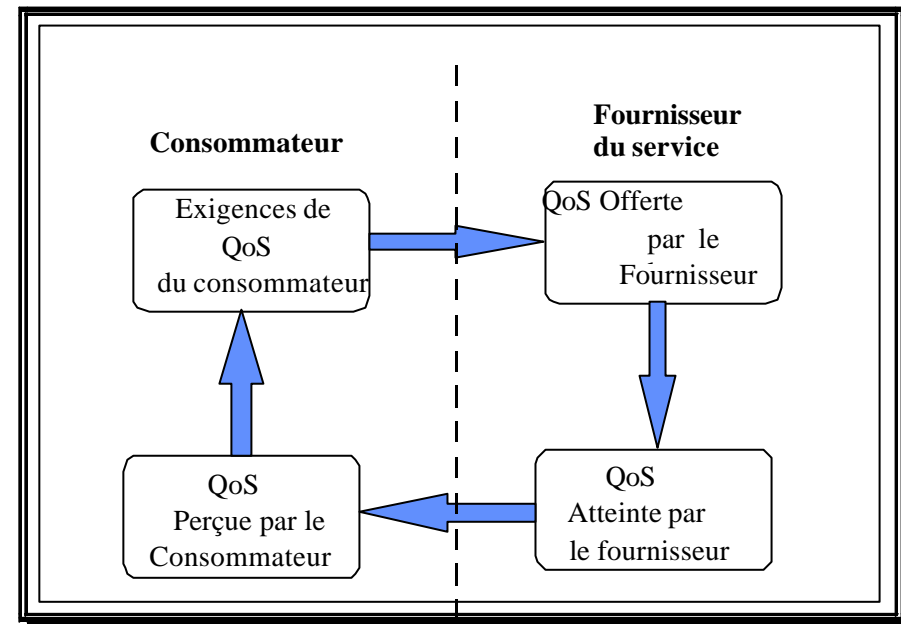 Consommateur
Fournisseur
du service
Exigences de
QoS
du consommateur
QoS Offerte
par le
Fournisseur
QoS
Perçue par le
Consommateur
QoS
Atteinte par
le fournisseur